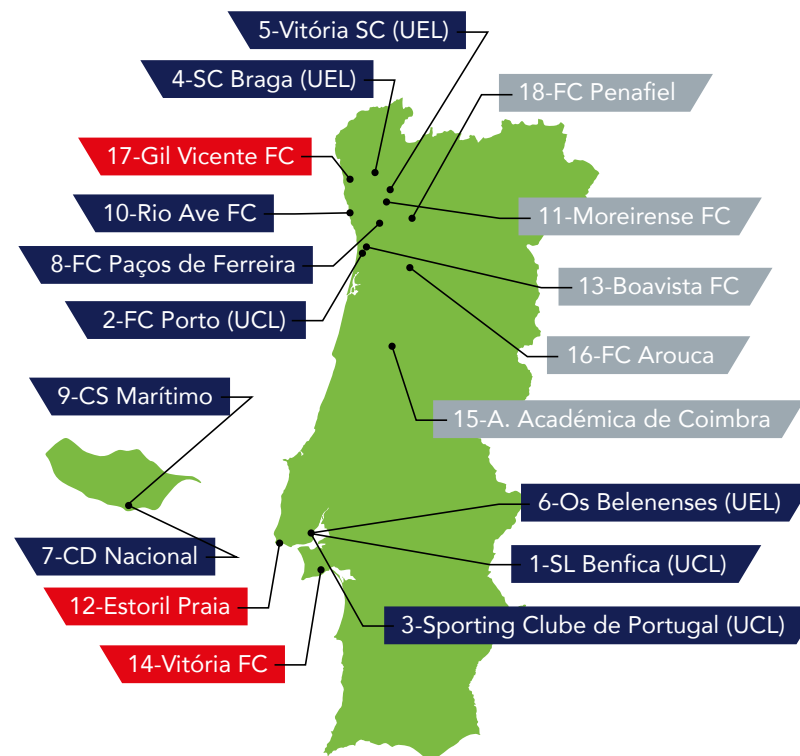 5-Vitória SC (UEL)
4-SC Braga (UEL)
18-FC Penafiel
17-Gil Vicente FC
10-Rio Ave FC
11-Moreirense FC
8-FC Paços de Ferreira
13-Boavista FC
2-FC Porto (UCL)
16-FC Arouca
9-CS Marítimo
15-A. Académica de Coimbra
6-Os Belenenses (UEL)
7-CD Nacional
1-SL Benfica (UCL)
12-Estoril Praia
3-Sporting Clube de Portugal (UCL)
14-Vitória FC